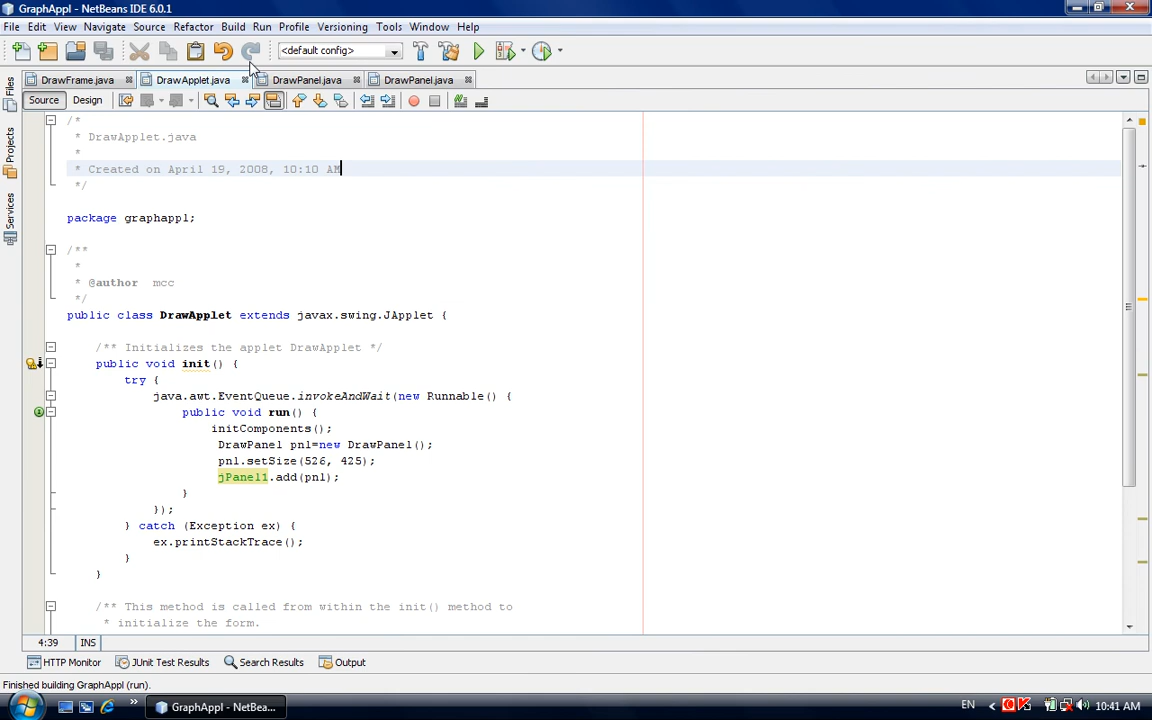 GraphAppl - NetBeans IDE 6.0.1
File Edit View Navigate Source Refactor Build Run Profile Versioning Tools Window Help
<default config>
DrawFrame.java DrawApplet.java DrawPanel.java DrawPanel.java
Source Design
Files
Projects
Services
/*
* DrawApplet.java
*
* Created on April 19, 2008, 10:10 AM
*/
package graphappl;
/**
*
* @author mcc
*/
public class DrawApplet extends javax.swing.JApplet {
/** Initializes the applet DrawApplet */
public void init() {
try {
java.awt.EventQueue.invokeAndWait(new Runnable() {
public void run() {
initComponents();
DrawPanel pnl=new DrawPanel();
pnl.setSize(526, 425);
jPanel1.add(pnl);
}
});
} catch (Exception ex) {
ex.printStackTrace();
}
}
/** This method is called from within the init() method to
* initialize the form.
4:39 INS
HTTP Monitor JUnit Test Results Search Results Output
Finished building GraphAppl (run).
GraphAppl - NetBea... EN 10:41 AM